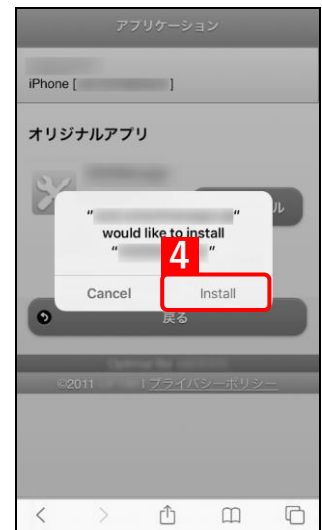 アプリケーション
iPhone [ ]
オリジナルアプリ
ル
“ ”
would like to install
“ ”
4
Cancel Install
戻る
©2011 | プライバシーポリシー